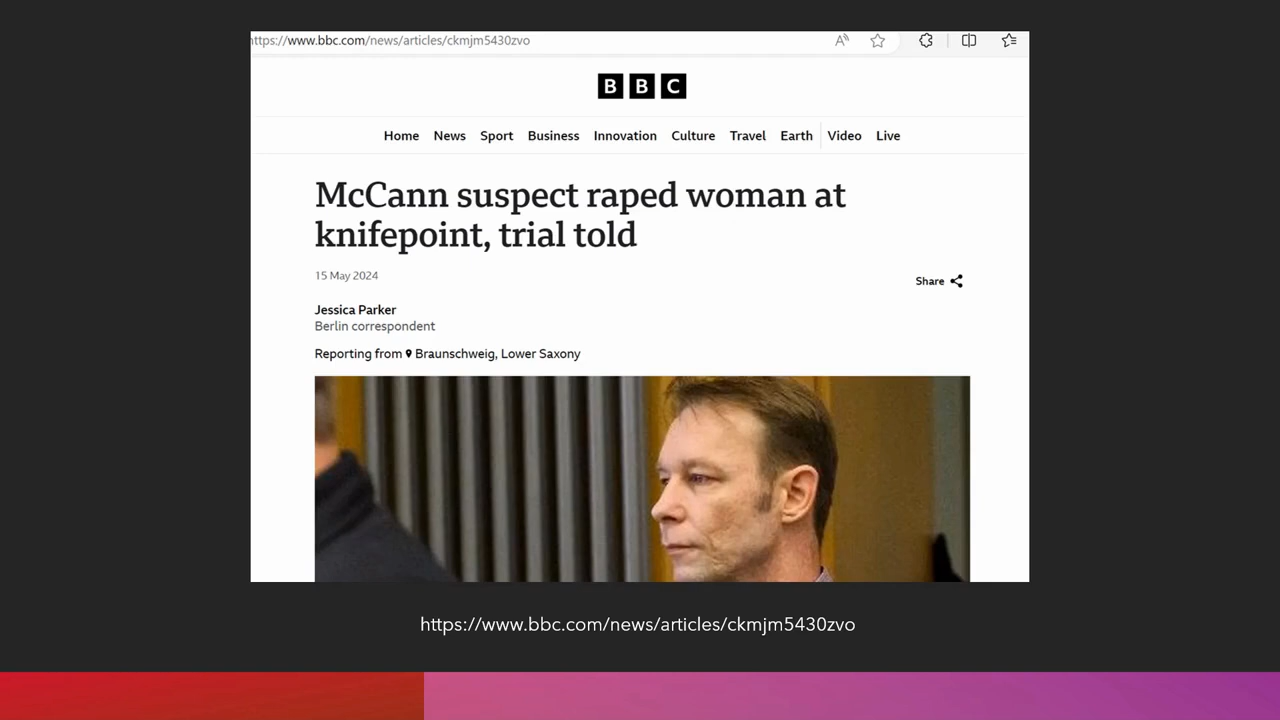 https://www.bbc.com/news/articles/ckmjm5430zvo
BBC
Home News Sport Business Innovation Culture Travel Earth Video Live
McCann suspect raped woman at
knifepoint, trial told
15 May 2024
Share
Jessica Parker
Berlin correspondent
Reporting from Braunschweig, Lower Saxony
https://www.bbc.com/news/articles/ckmjm5430zvo